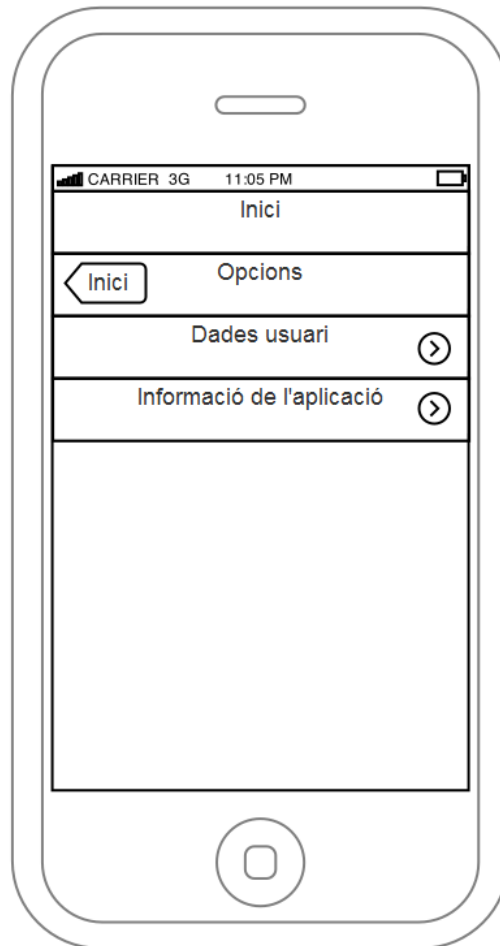 CARRIER 3G 11:05 PM
Inici
Inici Opcions
Dades usuari
Informació de l'aplicació